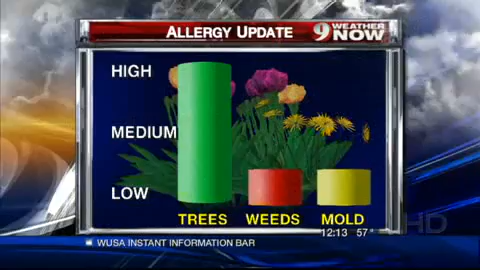 ALLERGY UPDATE
9 WEATHER NOW
HIGH
MEDIUM
LOW
TREES WEEDS MOLD
HD
12:13 57°
WUSA INSTANT INFORMATION BAR